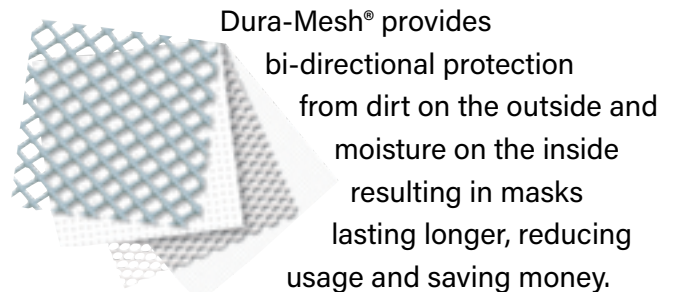 Dura-Mesh® provides
bi-directional protection
from dirt on the outside and
moisture on the inside
resulting in masks
lasting longer, reducing
usage and saving money.